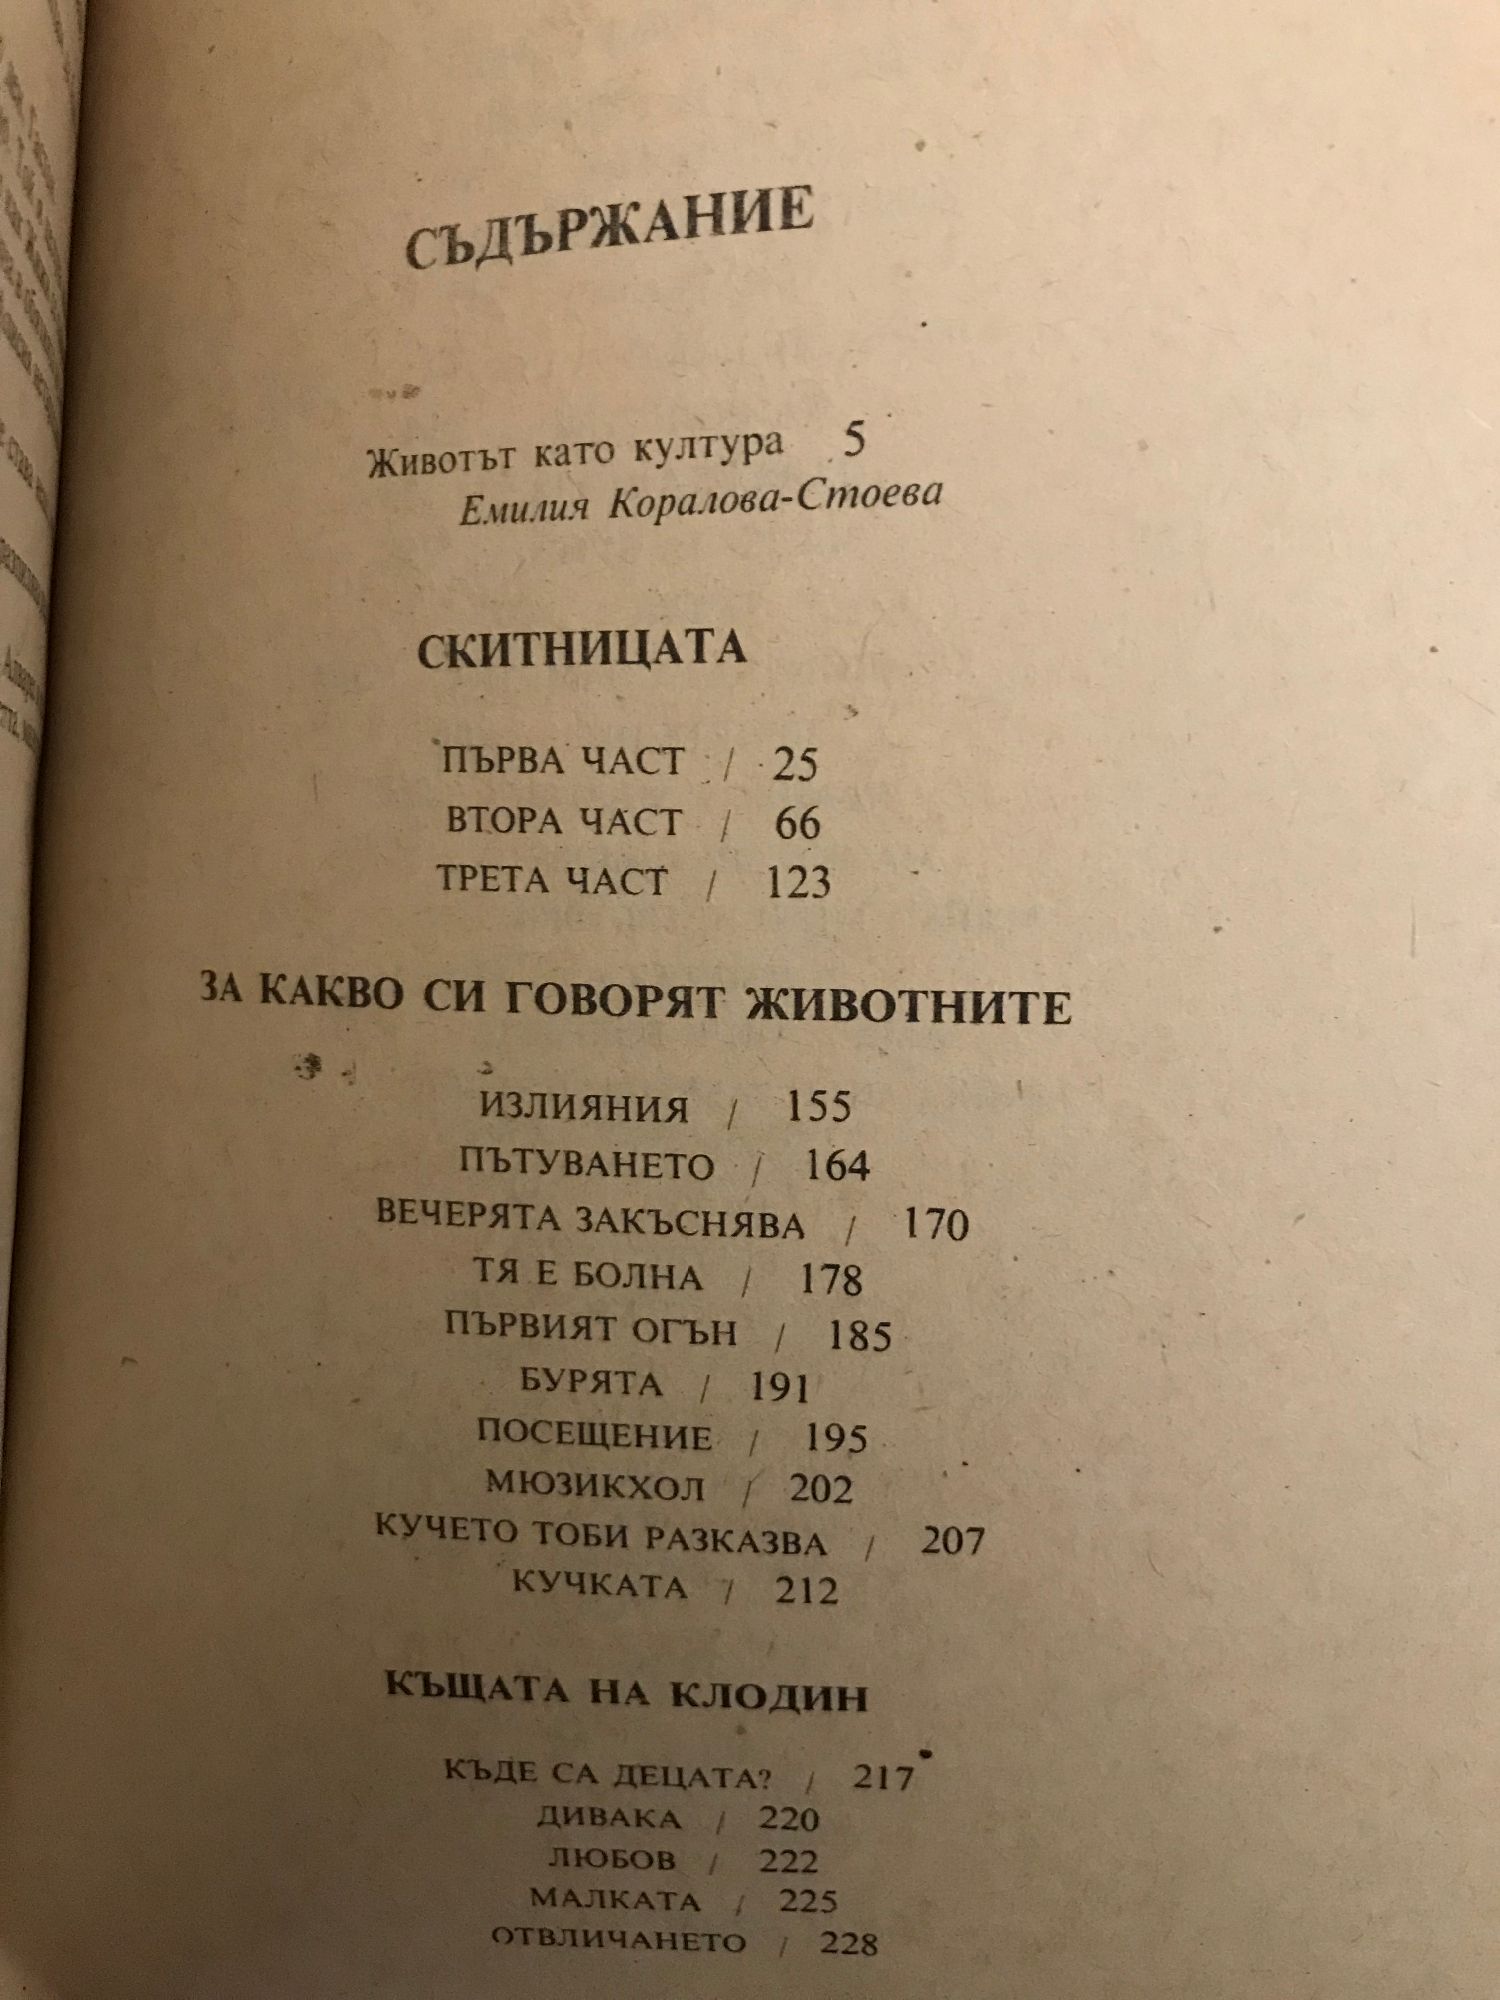 СЪДЪРЖАНИЕ
Животът като култура 5
Емилия Коралова-Стоева
СКИТНИЦАТА
ПЪРВА ЧАСТ / 25
ВТОРА ЧАСТ / 66
ТРЕТА ЧАСТ / 123
ЗА КАКВО СИ ГОВОРЯТ ЖИВОТНИТЕ
ИЗЛИЯНИЯ / 155
ПЪТУВАНЕТО / 164
ВЕЧЕРЯТА ЗАКЪСНЯВА / 170
ТЯ Е БОЛНА / 178
ПЪРВИЯТ ОГЪН / 185
БУРЯТА / 191
ПОСЕЩЕНИЕ / 195
МЮЗИКХОЛ / 202
КУЧЕТО ТОБИ РАЗКАЗВА / 207
КУЧКАТА / 212
КЪЩАТА НА КЛОДИН
КЪДЕ СА ДЕЦАТА? / 217
ДИВАКА / 220
ЛЮБОВ / 222
МАЛКАТА / 225
ОТВЛИЧАНЕТО / 228